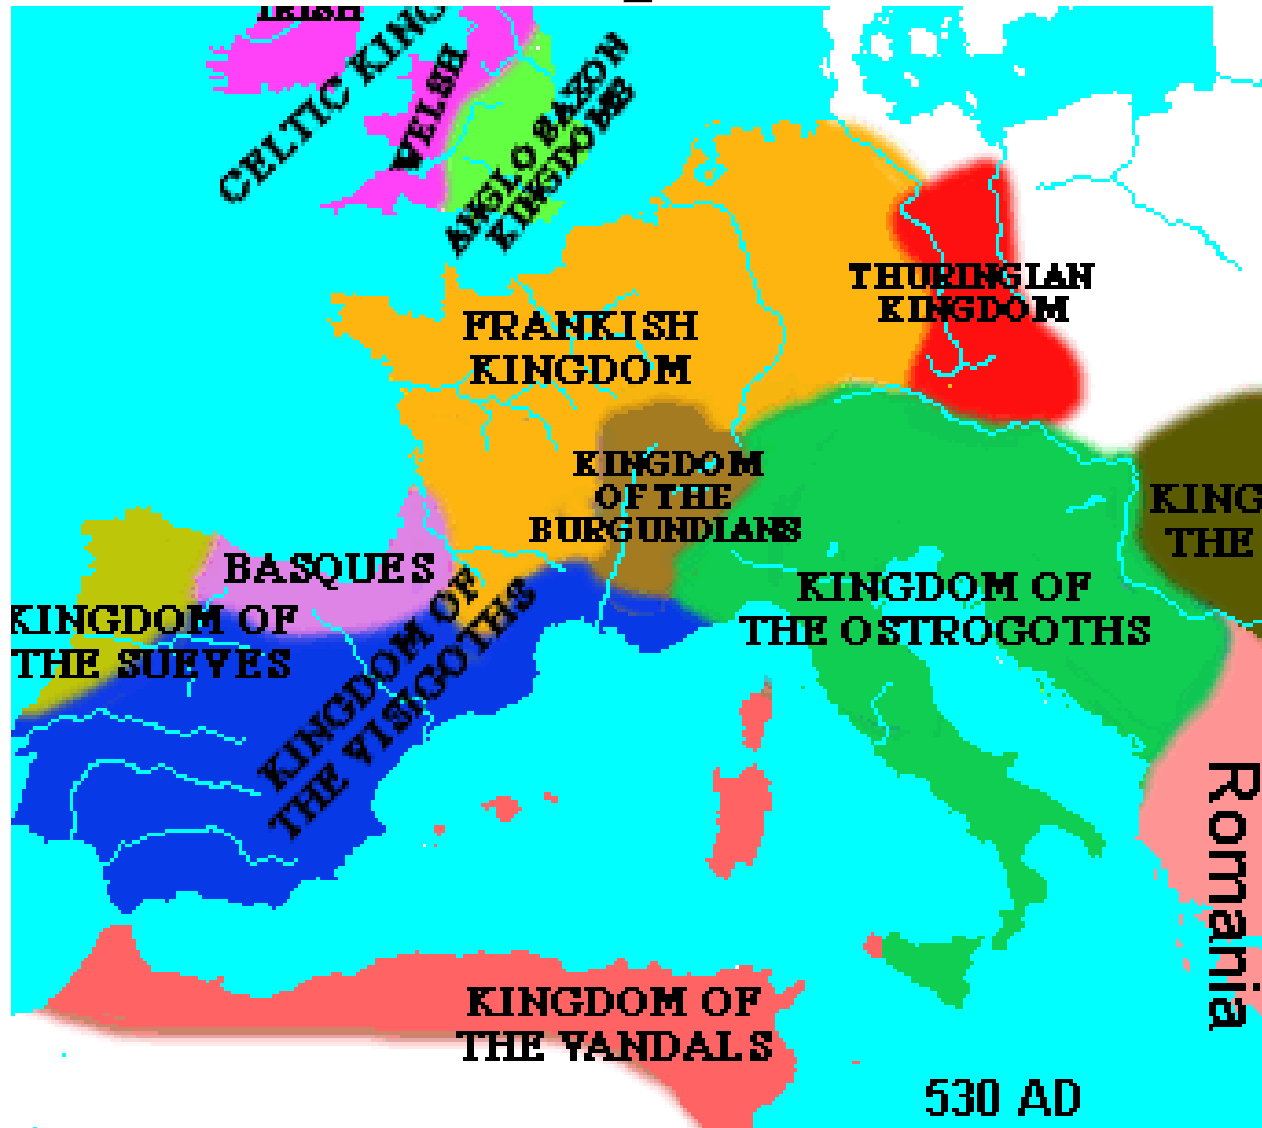 IRISH
CELTIC KING
WELSH
ANGLO SAXON
KINGDOMS
THURINGIAN
KINGDOM
FRANKISH
KINGDOM
KINGDOM
OF THE
BURGUNDIANS
KING
THE
BASQUES
KINGDOM OF
THE SUEVES
KINGDOM OF
THE VISIGOTHS
KINGDOM OF
THE OSTROGOTHS
Romania
KINGDOM OF
THE VANDALS
530 AD